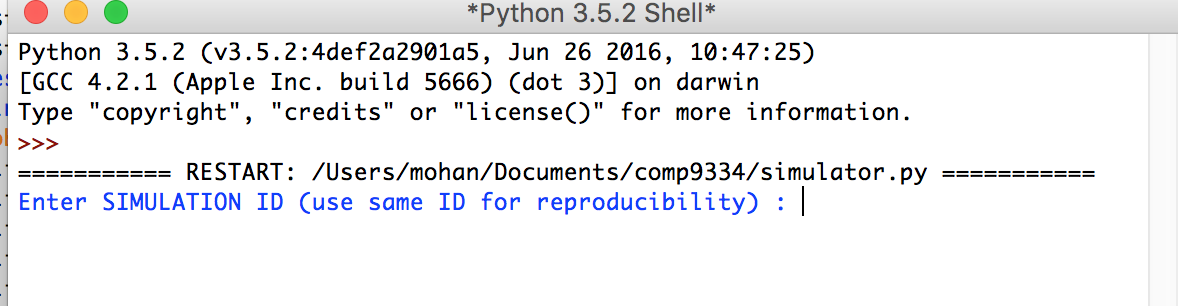 *Python 3.5.2 Shell*
Python 3.5.2 (v3.5.2:4def2a2901a5, Jun 26 2016, 10:47:25)
[GCC 4.2.1 (Apple Inc. build 5666) (dot 3)] on darwin
Type "copyright", "credits" or "license()" for more information.
>>>
=========== RESTART: /Users/mohan/Documents/comp9334/simulator.py ===========
Enter SIMULATION ID (use same ID for reproducibility) :